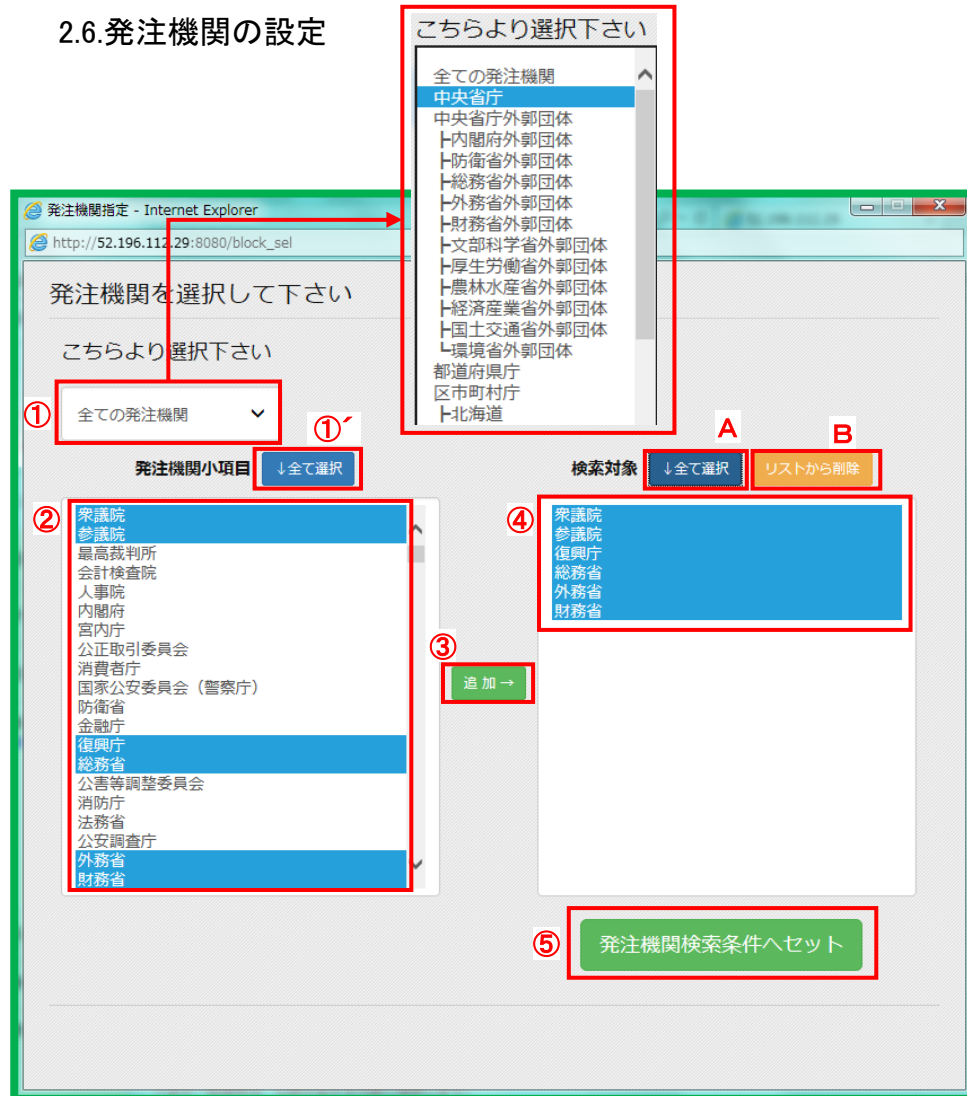 2.6.発注機関の設定
こちらより選択下さい
全ての発注機関
中央省庁
中央省庁外郭団体
┣内閣府外郭団体
┣防衛省外郭団体
┣総務省外郭団体
┣外務省外郭団体
┣財務省外郭団体
┣文部科学省外郭団体
┣厚生労働省外郭団体
┣農林水産省外郭団体
┣経済産業省外郭団体
┣国土交通省外郭団体
┗環境省外郭団体
都道府県庁
区市町村庁
┣北海道
発注機関指定 - Internet Explorer
http://52.196.112.29:8080/block_sel
発注機関を選択して下さい
こちらより選択下さい
① 全ての発注機関
①´
A B
発注機関小項目 ↓全て選択
検索対象 ↓全て選択 リストから削除
②
衆議院
参議院
最高裁判所
会計検査院
人事院
内閣府
宮内庁
公正取引委員会
消費者庁
国家公安委員会（警察庁）
防衛省
金融庁
復興庁
総務省
公害等調整委員会
消防庁
法務省
公安調査庁
外務省
財務省
③
追 加 →
④
衆議院
参議院
復興庁
総務省
外務省
財務省
⑤ 発注機関検索条件へセット